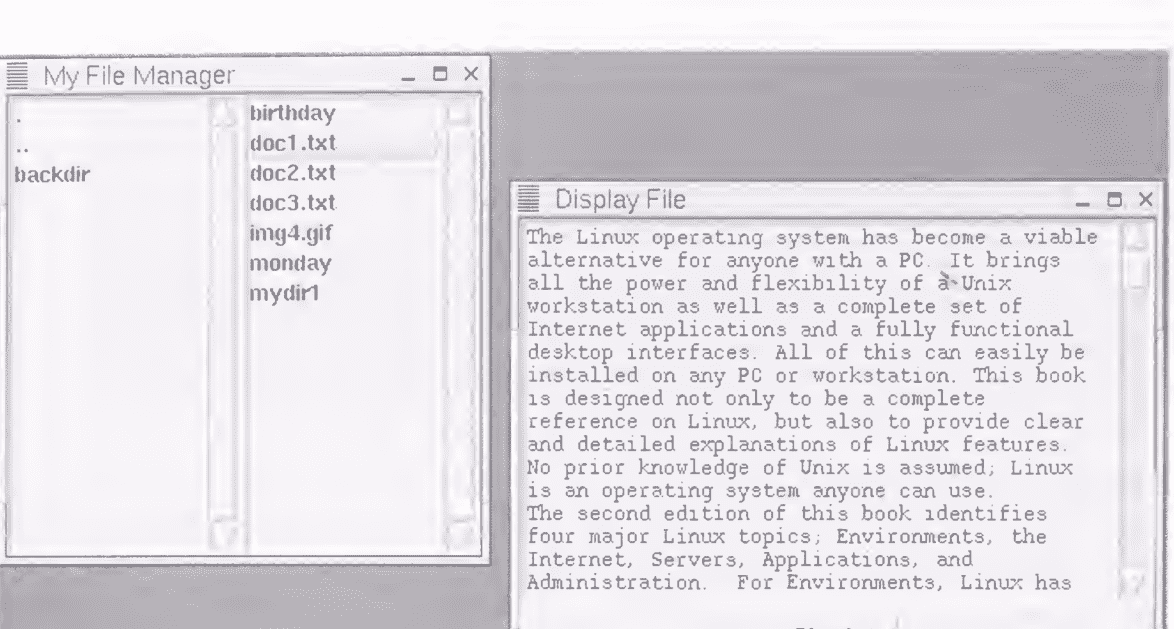 My File Manager
.
..
backdir
birthday
doc1.txt
doc2.txt
doc3.txt
img4.gif
monday
mydir1
Display File
The Linux operating system has become a viable
alternative for anyone with a PC. It brings
all the power and flexibility of a Unix
workstation as well as a complete set of
Internet applications and a fully functional
desktop interfaces. All of this can easily be
installed on any PC or workstation. This book
is designed not only to be a complete
reference on Linux, but also to provide clear
and detailed explanations of Linux features.
No prior knowledge of Unix is assumed; Linux
is an operating system anyone can use.
The second edition of this book identifies
four major Linux topics; Environments, the
Internet, Servers, Applications, and
Administration.  For Environments, Linux has